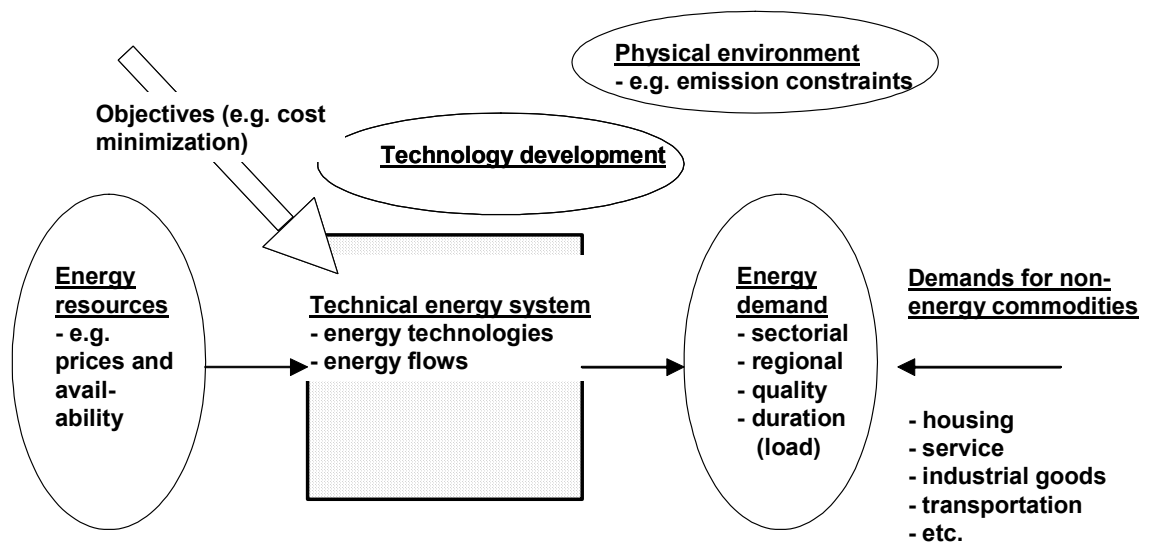 Physical environment
- e.g. emission constraints
Objectives (e.g. cost
minimization)
Technology development
Energy
resources
- e.g.
prices and
avail-
ability
Technical energy system
- energy technologies
- energy flows
Energy
demand
- sectorial
- regional
- quality
- duration
(load)
Demands for non-
energy commodities
- housing
- service
- industrial goods
- transportation
- etc.